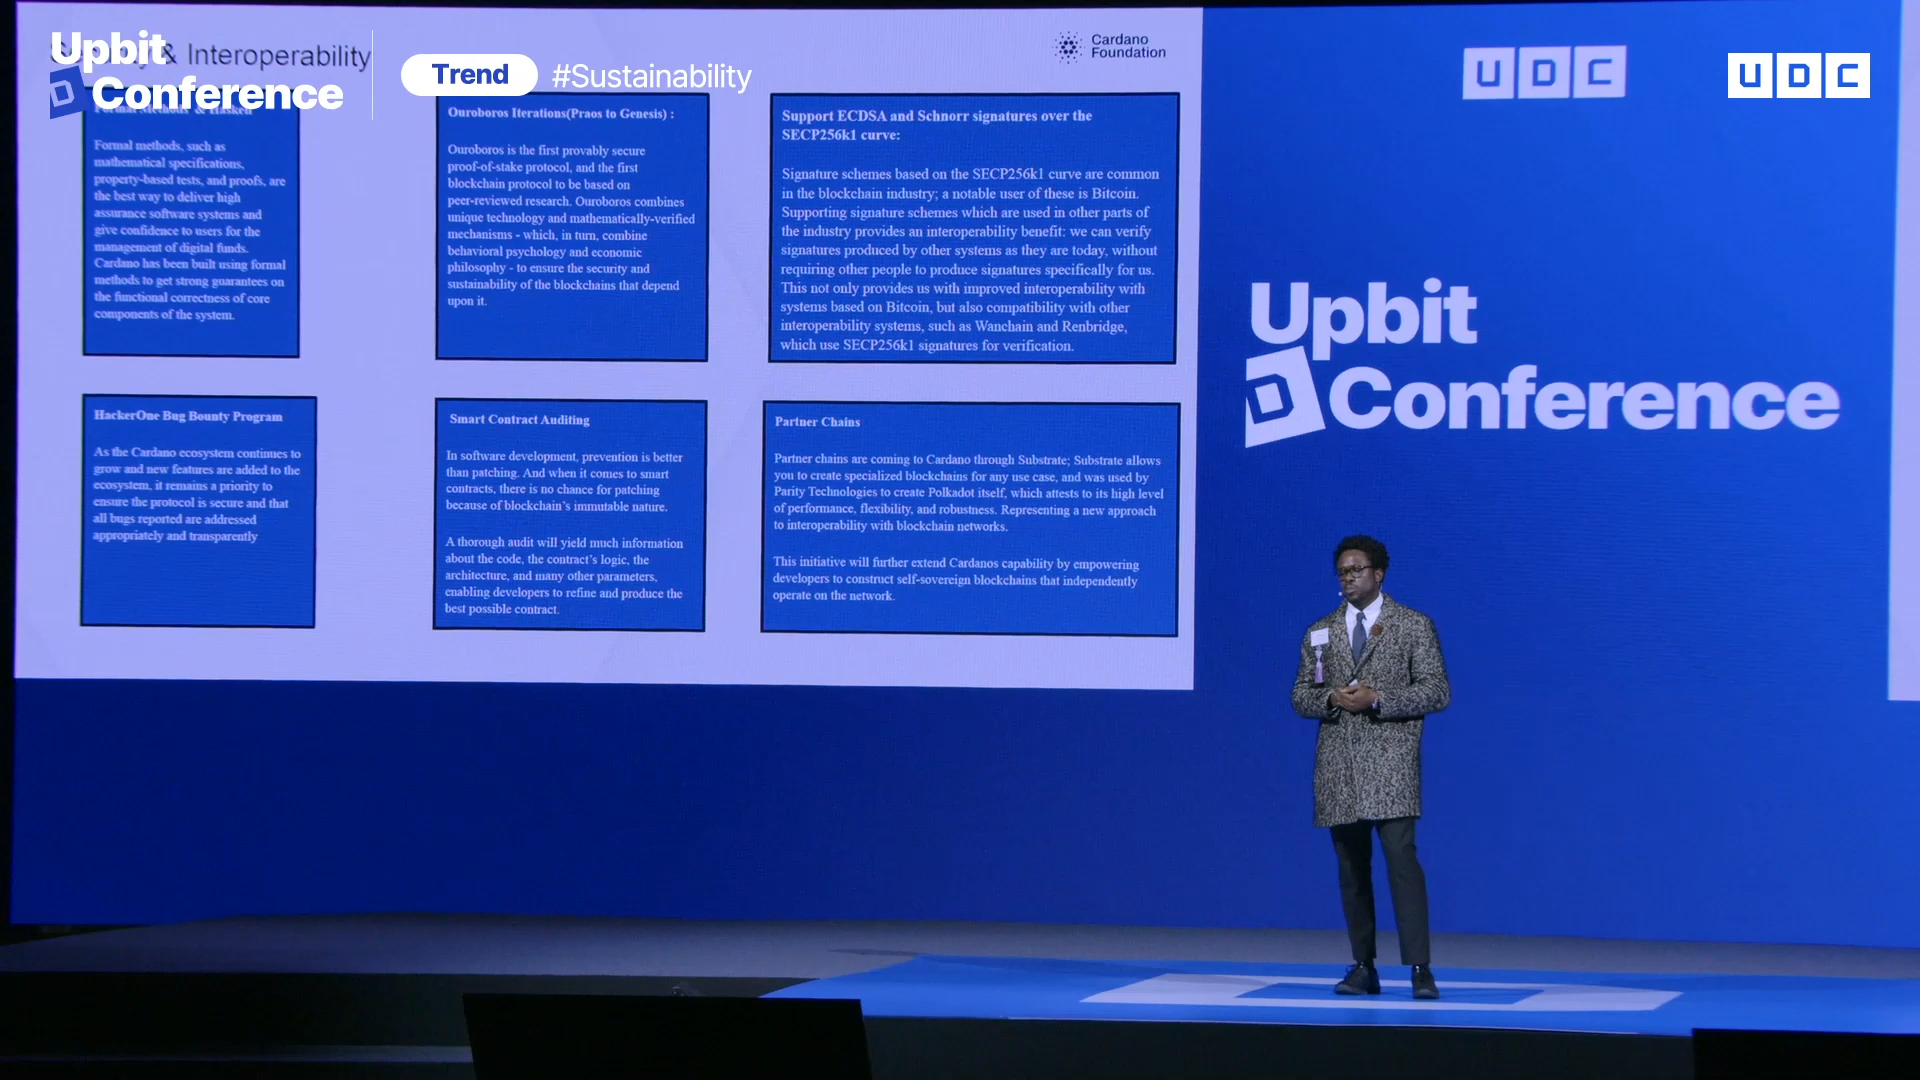 Security & Interoperability
Upbit
Conference
Trend
#Sustainability
Cardano
Foundation
UDC
UDC
Formal Methods & Haskell
Formal methods, such as
mathematical specifications,
property-based tests, and proofs, are
the best way to deliver high
assurance software systems and
give confidence to users for the
management of digital funds.
Cardano has been built using formal
methods to get strong guarantees on
the functional correctness of core
components of the system.
Ouroboros Iterations(Praos to Genesis) :
Ouroboros is the first provably secure
proof-of-stake protocol, and the first
blockchain protocol to be based on
peer-reviewed research. Ouroboros combines
unique technology and mathematically-verified
mechanisms - which, in turn, combine
behavioral psychology and economic
philosophy - to ensure the security and
sustainability of the blockchains that depend
upon it.
Support ECDSA and Schnorr signatures over the
SECP256k1 curve:
Signature schemes based on the SECP256k1 curve are common
in the blockchain industry; a notable user of these is Bitcoin.
Supporting signature schemes which are used in other parts of
the industry provides an interoperability benefit: we can verify
signatures produced by other systems as they are today, without
requiring other people to produce signatures specifically for us.
This not only provides us with improved interoperability with
systems based on Bitcoin, but also compatibility with other
interoperability systems, such as Wanchain and Renbridge,
which use SECP256k1 signatures for verification.
HackerOne Bug Bounty Program
As the Cardano ecosystem continues to
grow and new features are added to the
ecosystem, it remains a priority to
ensure the protocol is secure and that
all bugs reported are addressed
appropriately and transparently
Smart Contract Auditing
In software development, prevention is better
than patching. And when it comes to smart
contracts, there is no chance for patching
because of blockchain's immutable nature.
A thorough audit will yield much information
about the code, the contract's logic, the
architecture, and many other parameters,
enabling developers to refine and produce the
best possible contract.
Partner Chains
Partner chains are coming to Cardano through Substrate; Substrate allows
you to create specialized blockchains for any use case, and was used by
Parity Technologies to create Polkadot itself, which attests to its high level
of performance, flexibility, and robustness. Representing a new approach
to interoperability with blockchain networks.
This initiative will further extend Cardanos capability by empowering
developers to construct self-sovereign blockchains that independently
operate on the network.
Upbit
Conference